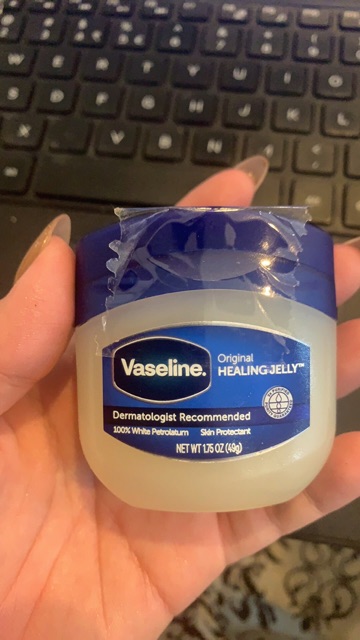 Vaseline.
Original
HEALING JELLY™
Dermatologist Recommended
100% White Petrolatum Skin Protectant
NET WT 1.75 OZ (49g)